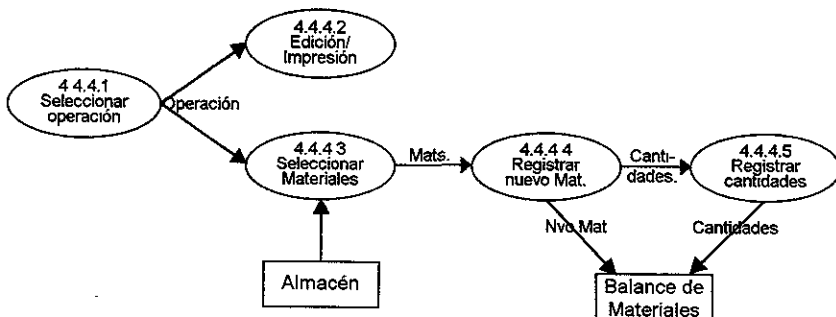 4.4.4.2
Edición/
Impresión
4 4.4.1
Seleccionar
operación
Operación
4.4.4 3
Seleccionar
Materiales
Mats.
4.4.4 4
Registrar
nuevo Mat.
Canti-
dades.
4.4.4.5
Registrar
cantidades
Nvo Mat
Cantidades
Almacén
Balance de
Materiales